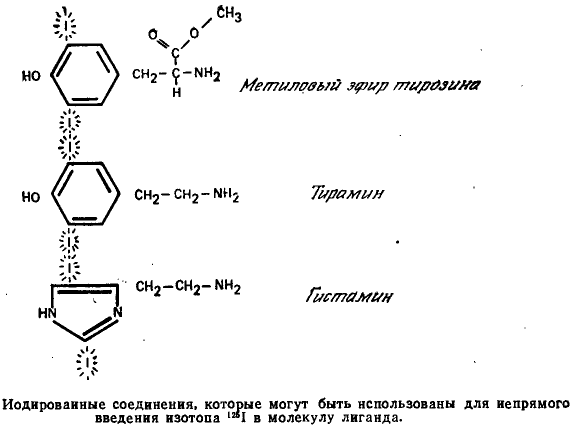 I
CH₃
O
O
C
HO
CH₂–C–NH₂
H
Метиловый эфир тирозина
I
I
HO
CH₂–CH₂–NH₂
Тирамин
I
I
CH₂–CH₂–NH₂
Гистамин
HN
N
I
Иодированные соединения, которые могут быть использованы для непрямого
введения изотопа ¹²⁵I в молекулу лиганда.